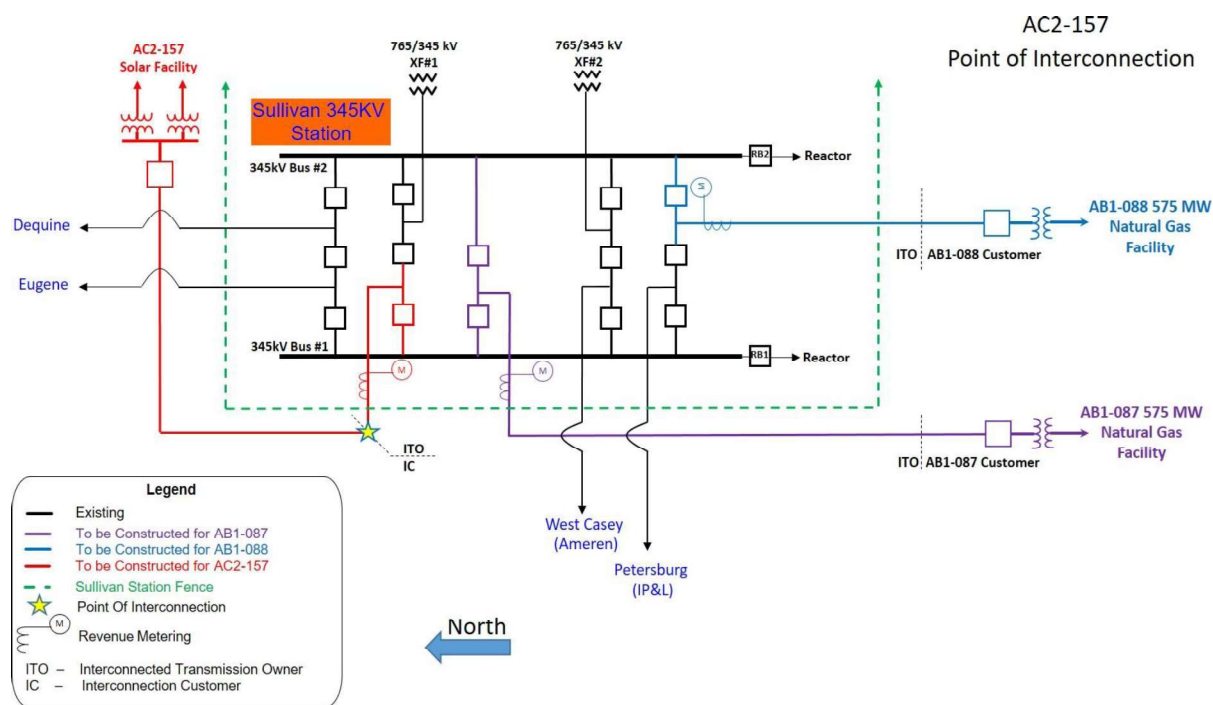 AC2-157
Point of Interconnection
AC2-157
Solar Facility
765/345 kV
XF#1
765/345 kV
XF#2
Sullivan 345KV
Station
345kV Bus #2
RB2
Reactor
M
Dequine
AB1-088 575 MW
Natural Gas
Facility
ITO
AB1-088 Customer
Eugene
345kV Bus #1
RB1
Reactor
M
M
AB1-087 575 MW
Natural Gas
Facility
ITO
IC
ITO
AB1-087 Customer
Legend
Existing
To be Constructed for AB1-087
To be Constructed for AB1-088
To be Constructed for AC2-157
Sullivan Station Fence
Point Of Interconnection
M
Revenue Metering
ITO – Interconnected Transmission Owner
IC – Interconnection Customer
West Casey
(Ameren)
Petersburg
(IP&L)
North